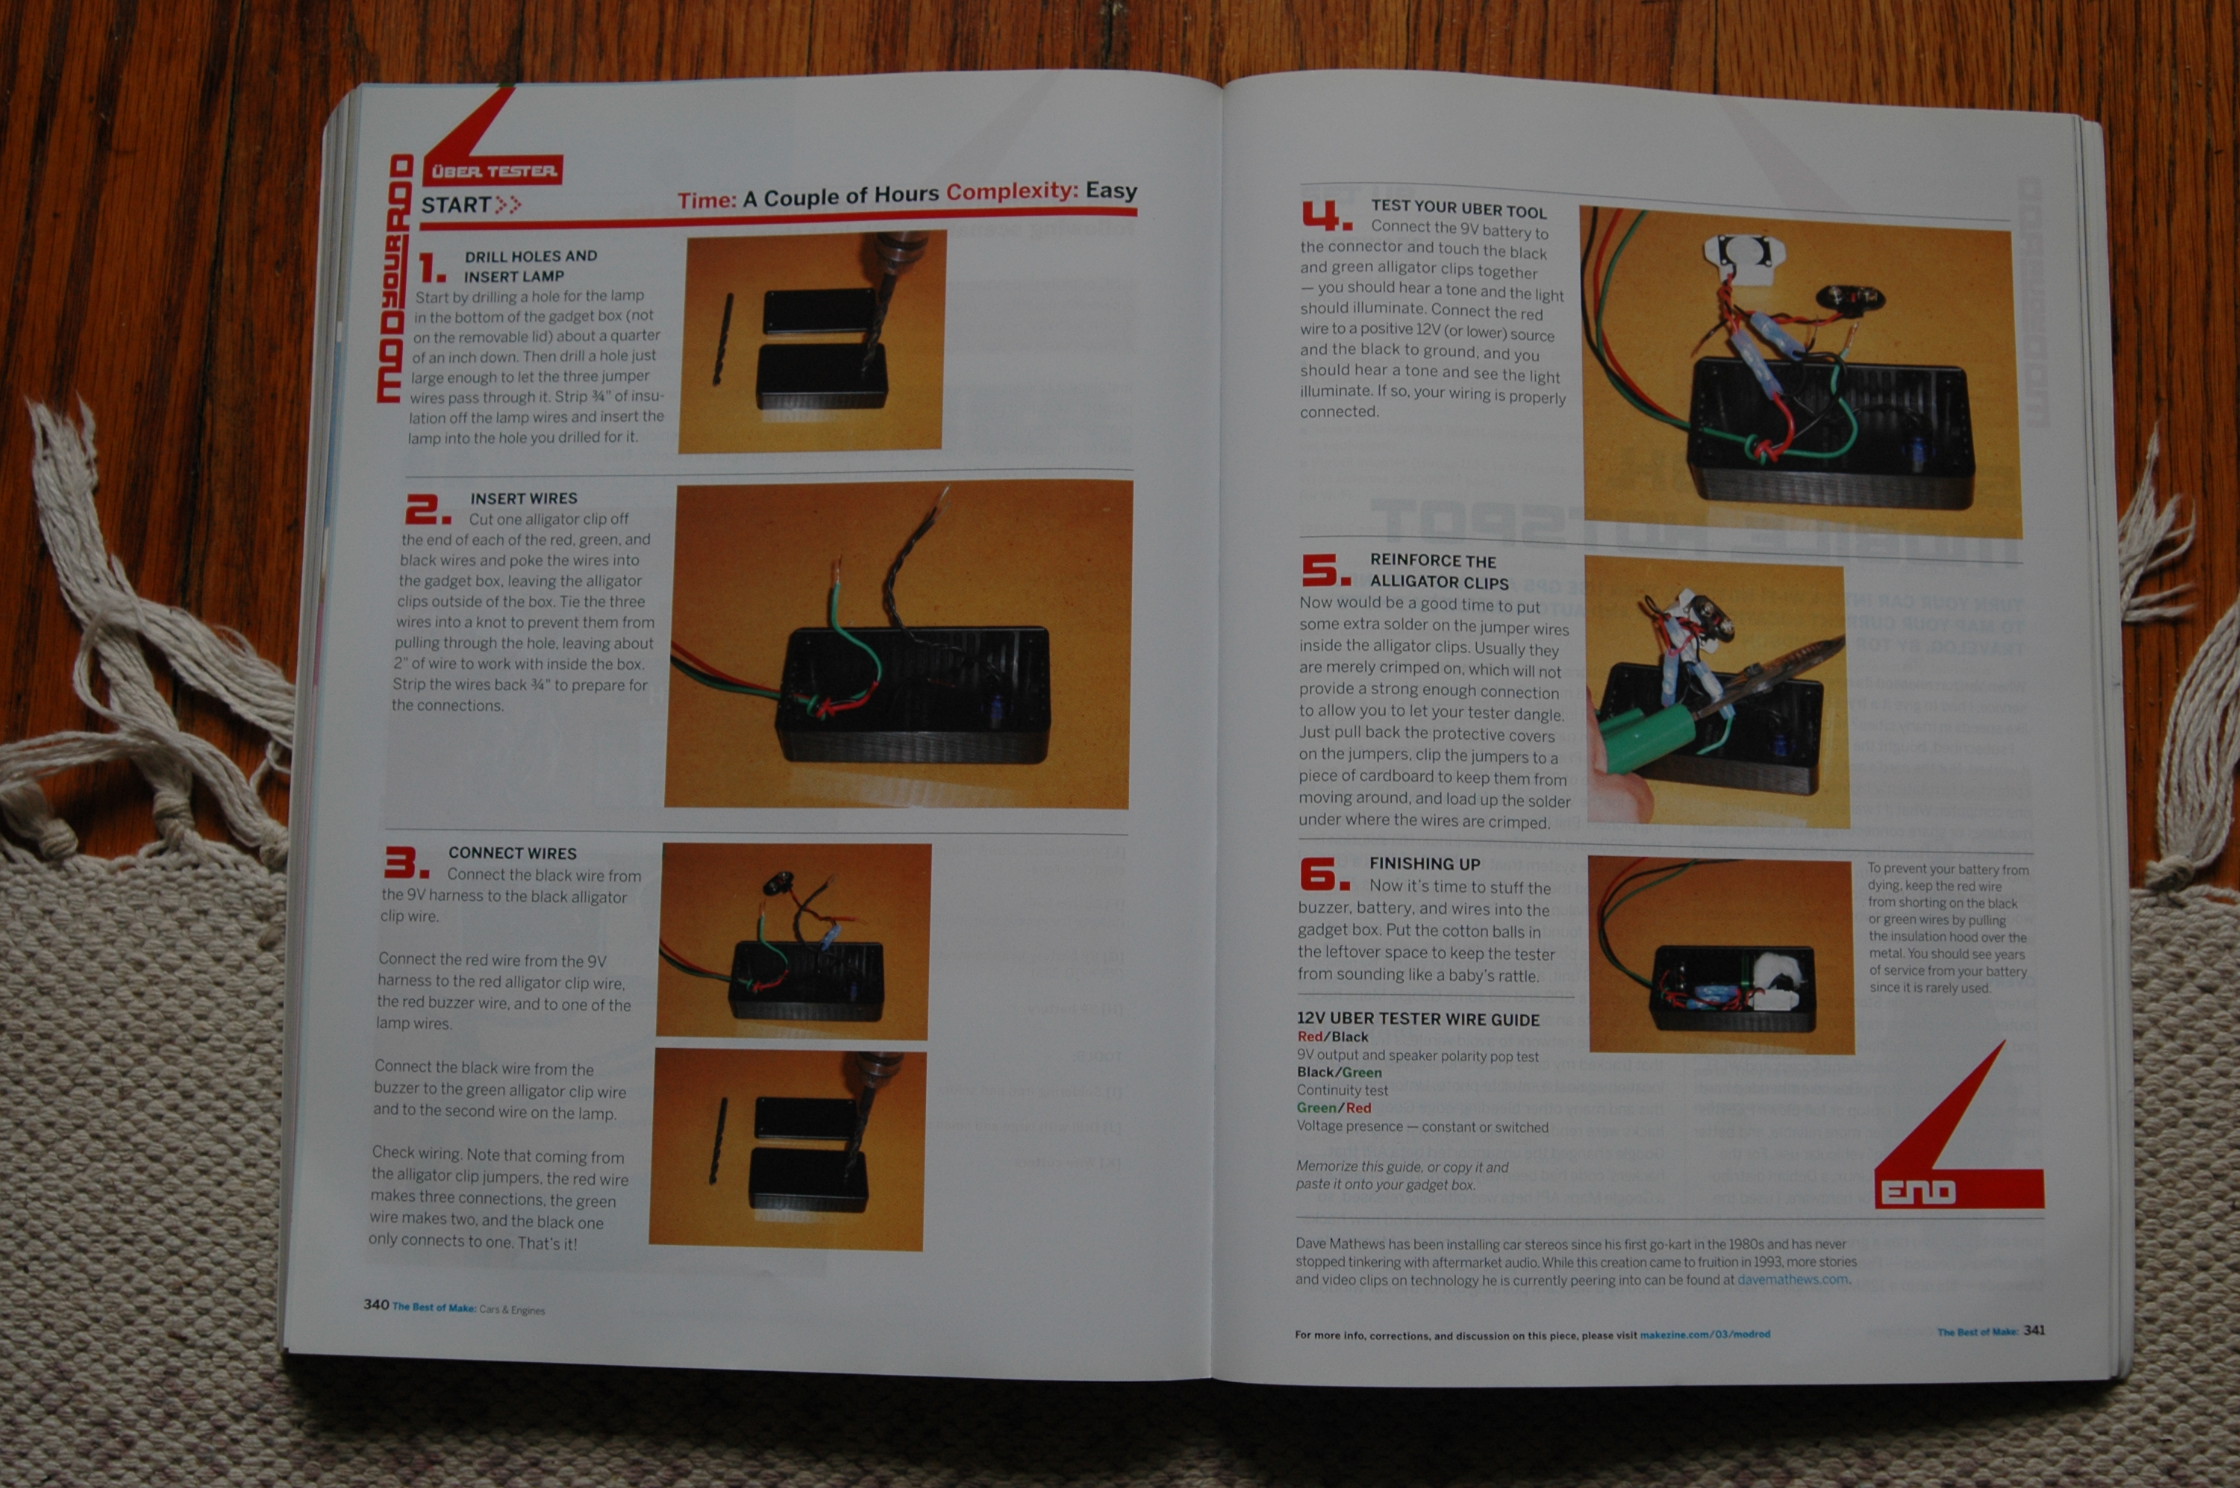 ÜBER TESTER
START>>
Time: A Couple of Hours Complexity: Easy
1. DRILL HOLES AND
INSERT LAMP
Start by drilling a hole for the lamp
in the bottom of the gadget box (not
on the removable lid) about a quarter
of an inch down. Then drill a hole just
large enough to let the three jumper
wires pass through it. Strip ¾" of insu-
lation off the lamp wires and insert the
lamp into the hole you drilled for it.
2. INSERT WIRES
Cut one alligator clip off
the end of each of the red, green, and
black wires and poke the wires into
the gadget box, leaving the alligator
clips outside of the box. Tie the three
wires into a knot to prevent them from
pulling through the hole, leaving about
2" of wire to work with inside the box.
Strip the wires back ¾" to prepare for
the connections.
3. CONNECT WIRES
Connect the black wire from
the 9V harness to the black alligator
clip wire.
Connect the red wire from the 9V
harness to the red alligator clip wire,
the red buzzer wire, and to one of the
lamp wires.
Connect the black wire from the
buzzer to the green alligator clip wire
and to the second wire on the lamp.
Check wiring. Note that coming from
the alligator clip jumpers, the red wire
makes three connections, the green
wire makes two, and the black one
only connects to one. That's it!
340 The Best of Make: Cars & Engines
4. TEST YOUR UBER TOOL
Connect the 9V battery to
the connector and touch the black
and green alligator clips together
— you should hear a tone and the light
should illuminate. Connect the red
wire to a positive 12V (or lower) source
and the black to ground, and you
should hear a tone and see the light
illuminate. If so, your wiring is properly
connected.
5. REINFORCE THE
ALLIGATOR CLIPS
Now would be a good time to put
some extra solder on the jumper wires
inside the alligator clips. Usually they
are merely crimped on, which will not
provide a strong enough connection
to allow you to let your tester dangle.
Just pull back the protective covers
on the jumpers, clip the jumpers to a
piece of cardboard to keep them from
moving around, and load up the solder
under where the wires are crimped.
6. FINISHING UP
Now it's time to stuff the
buzzer, battery, and wires into the
gadget box. Put the cotton balls in
the leftover space to keep the tester
from sounding like a baby's rattle.
To prevent your battery from
dying, keep the red wire
from shorting on the black
or green wires by pulling
the insulation hood over the
metal. You should see years
of service from your battery
since it is rarely used.
12V UBER TESTER WIRE GUIDE
Red/Black
9V output and speaker polarity pop test
Black/Green
Continuity test
Green/Red
Voltage presence — constant or switched
Memorize this guide, or copy it and
paste it onto your gadget box.
END
Dave Mathews has been installing car stereos since his first go-kart in the 1980s and has never
stopped tinkering with aftermarket audio. While this creation came to fruition in 1993, more stories
and video clips on technology he is currently peering into can be found at davemathews.com.
For more info, corrections, and discussion on this piece, please visit makezine.com/03/modrod
The Best of Make: 341